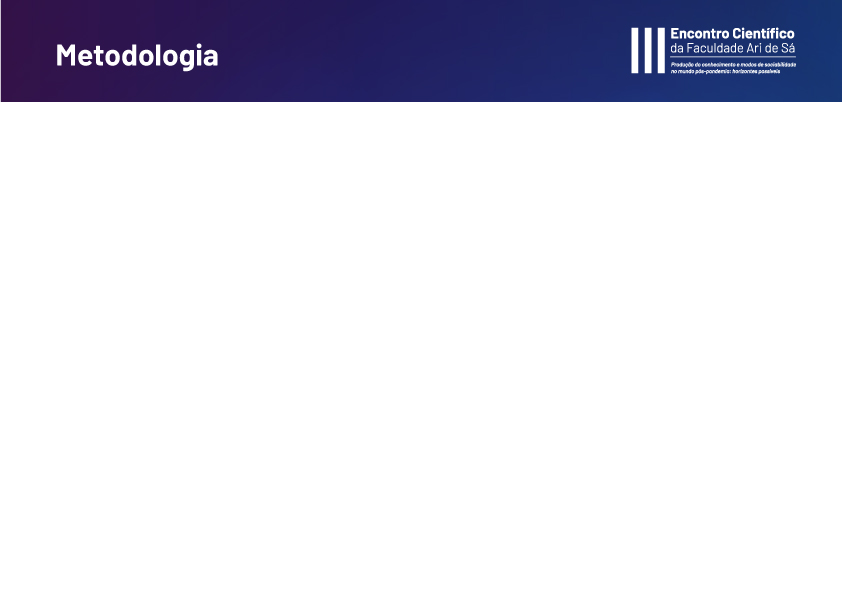 Metodologia
Encontro Científico
da Faculdade Ari de Sá
Produção do conhecimento e modos de sociabilidade
no mundo pós-pandemia: horizontes possíveis